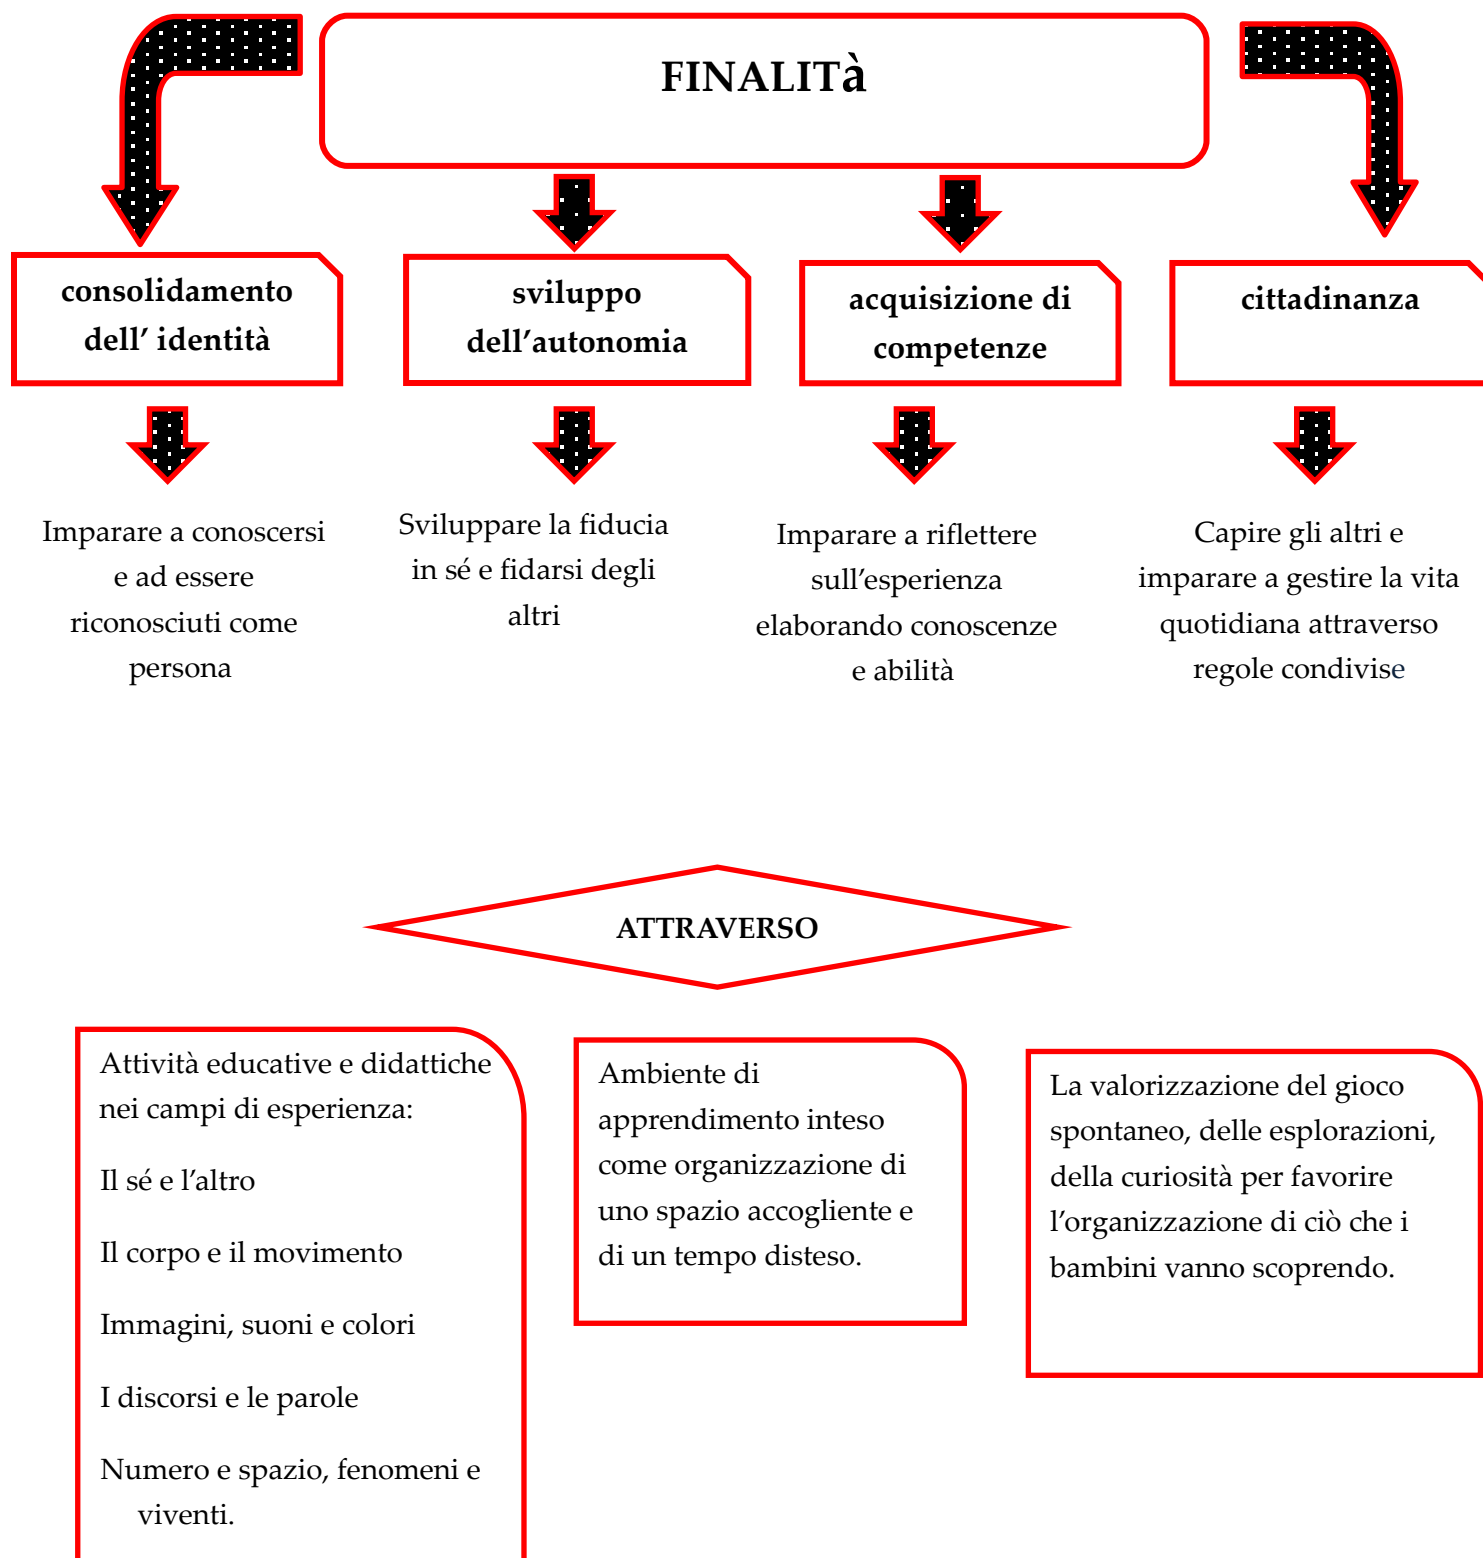 FINALITà
consolidamento
dell’ identità
sviluppo
dell’autonomia
acquisizione di
competenze
cittadinanza
Imparare a conoscersi
e ad essere
riconosciuti come
persona
Sviluppare la fiducia
in sé e fidarsi degli
altri
Imparare a riflettere
sull’esperienza
elaborando conoscenze
e abilità
Capire gli altri e
imparare a gestire la vita
quotidiana attraverso
regole condivise
ATTRAVERSO
Attività educative e didattiche
nei campi di esperienza:
Il sé e l’altro
Il corpo e il movimento
Immagini, suoni e colori
I discorsi e le parole
Numero e spazio, fenomeni e
viventi.
Ambiente di
apprendimento inteso
come organizzazione di
uno spazio accogliente e
di un tempo disteso.
La valorizzazione del gioco
spontaneo, delle esplorazioni,
della curiosità per favorire
l’organizzazione di ciò che i
bambini vanno scoprendo.